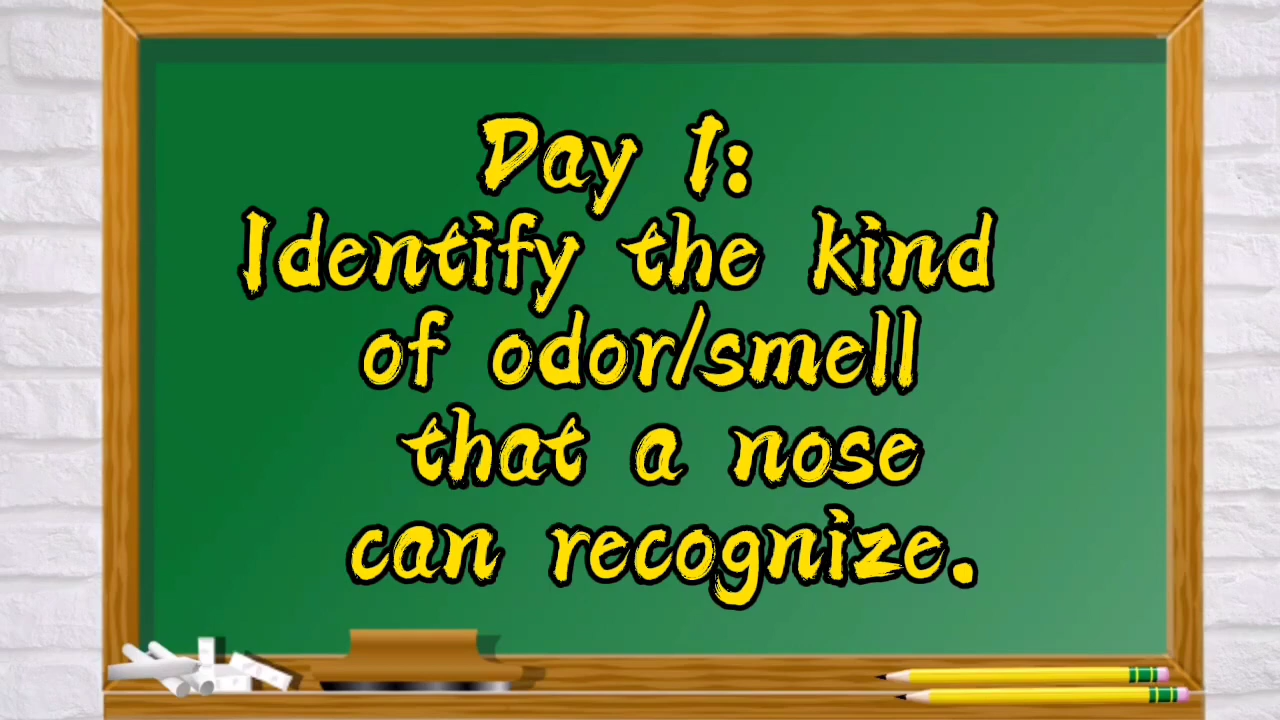 Day 1:
Identify the kind
of odor/smell
that a nose
can recognize.